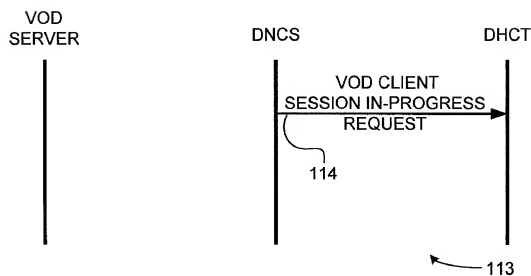 VOD
SERVER
DNCS
DHCT
VOD CLIENT
SESSION IN-PROGRESS
REQUEST
114
113